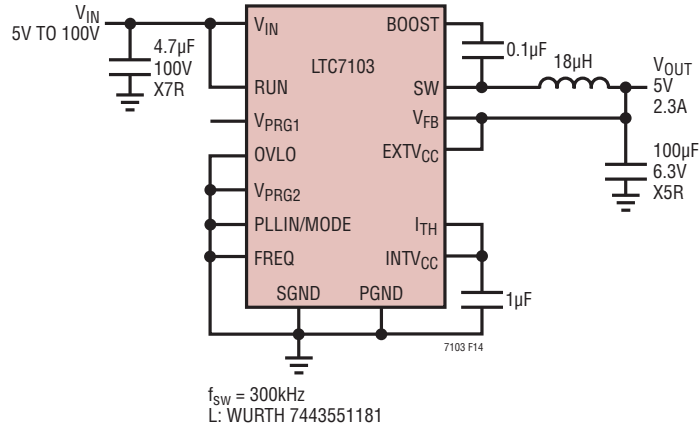 VIN
5V TO 100V
4.7µF
100V
X7R
VIN
RUN
VPRG1
OVLO
VPRG2
PLLIN/MODE
FREQ
LTC7103
SGND
PGND
BOOST
SW
VFB
EXTVCC
ITH
INTVCC
0.1µF
18µH
VOUT
5V
2.3A
100µF
6.3V
X5R
1µF
7103 F14
fSW = 300kHz
L: WURTH 7443551181